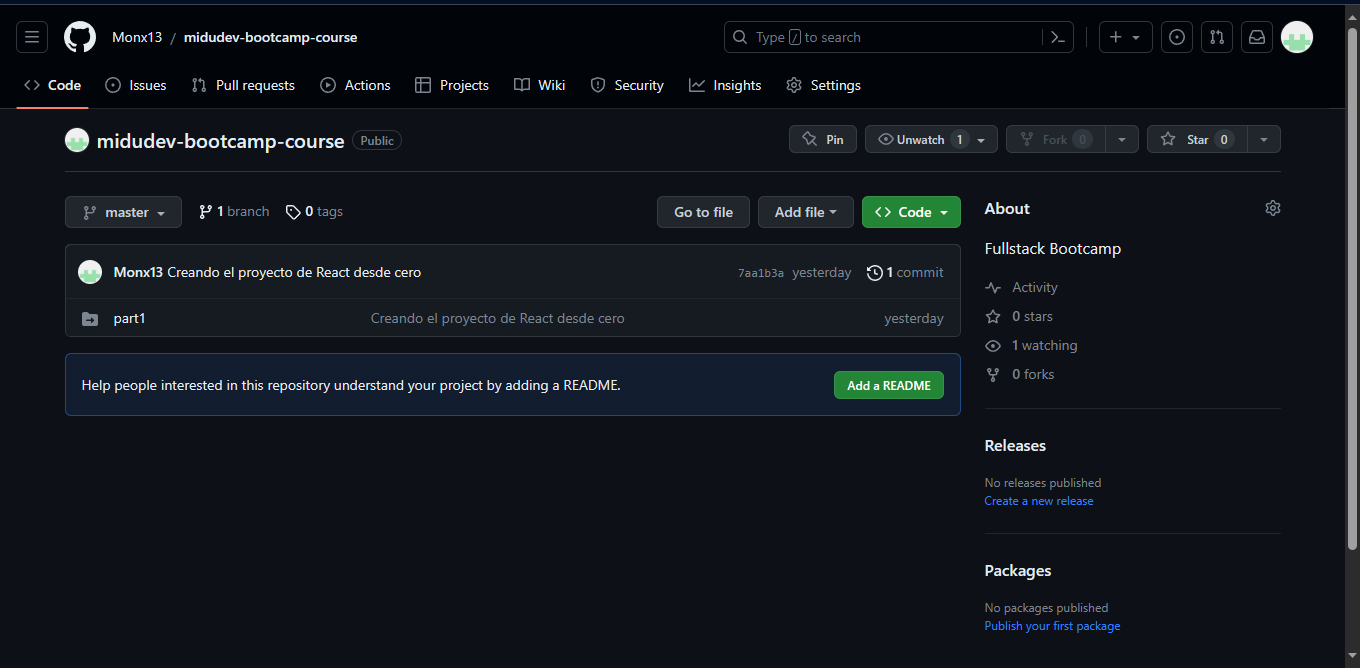 Monx13 / midudev-bootcamp-course
Type / to search
Code Issues Pull requests Actions Projects Wiki Security Insights Settings
midudev-bootcamp-course Public
Pin Unwatch 1 Fork 0 Star 0
master 1 branch 0 tags Go to file Add file Code
Monx13 Creando el proyecto de React desde cero 7aa1b3a yesterday 1 commit
part1 Creando el proyecto de React desde cero yesterday
Help people interested in this repository understand your project by adding a README. Add a README
About
Fullstack Bootcamp
Activity
0 stars
1 watching
0 forks
Releases
No releases published
Create a new release
Packages
No packages published
Publish your first package